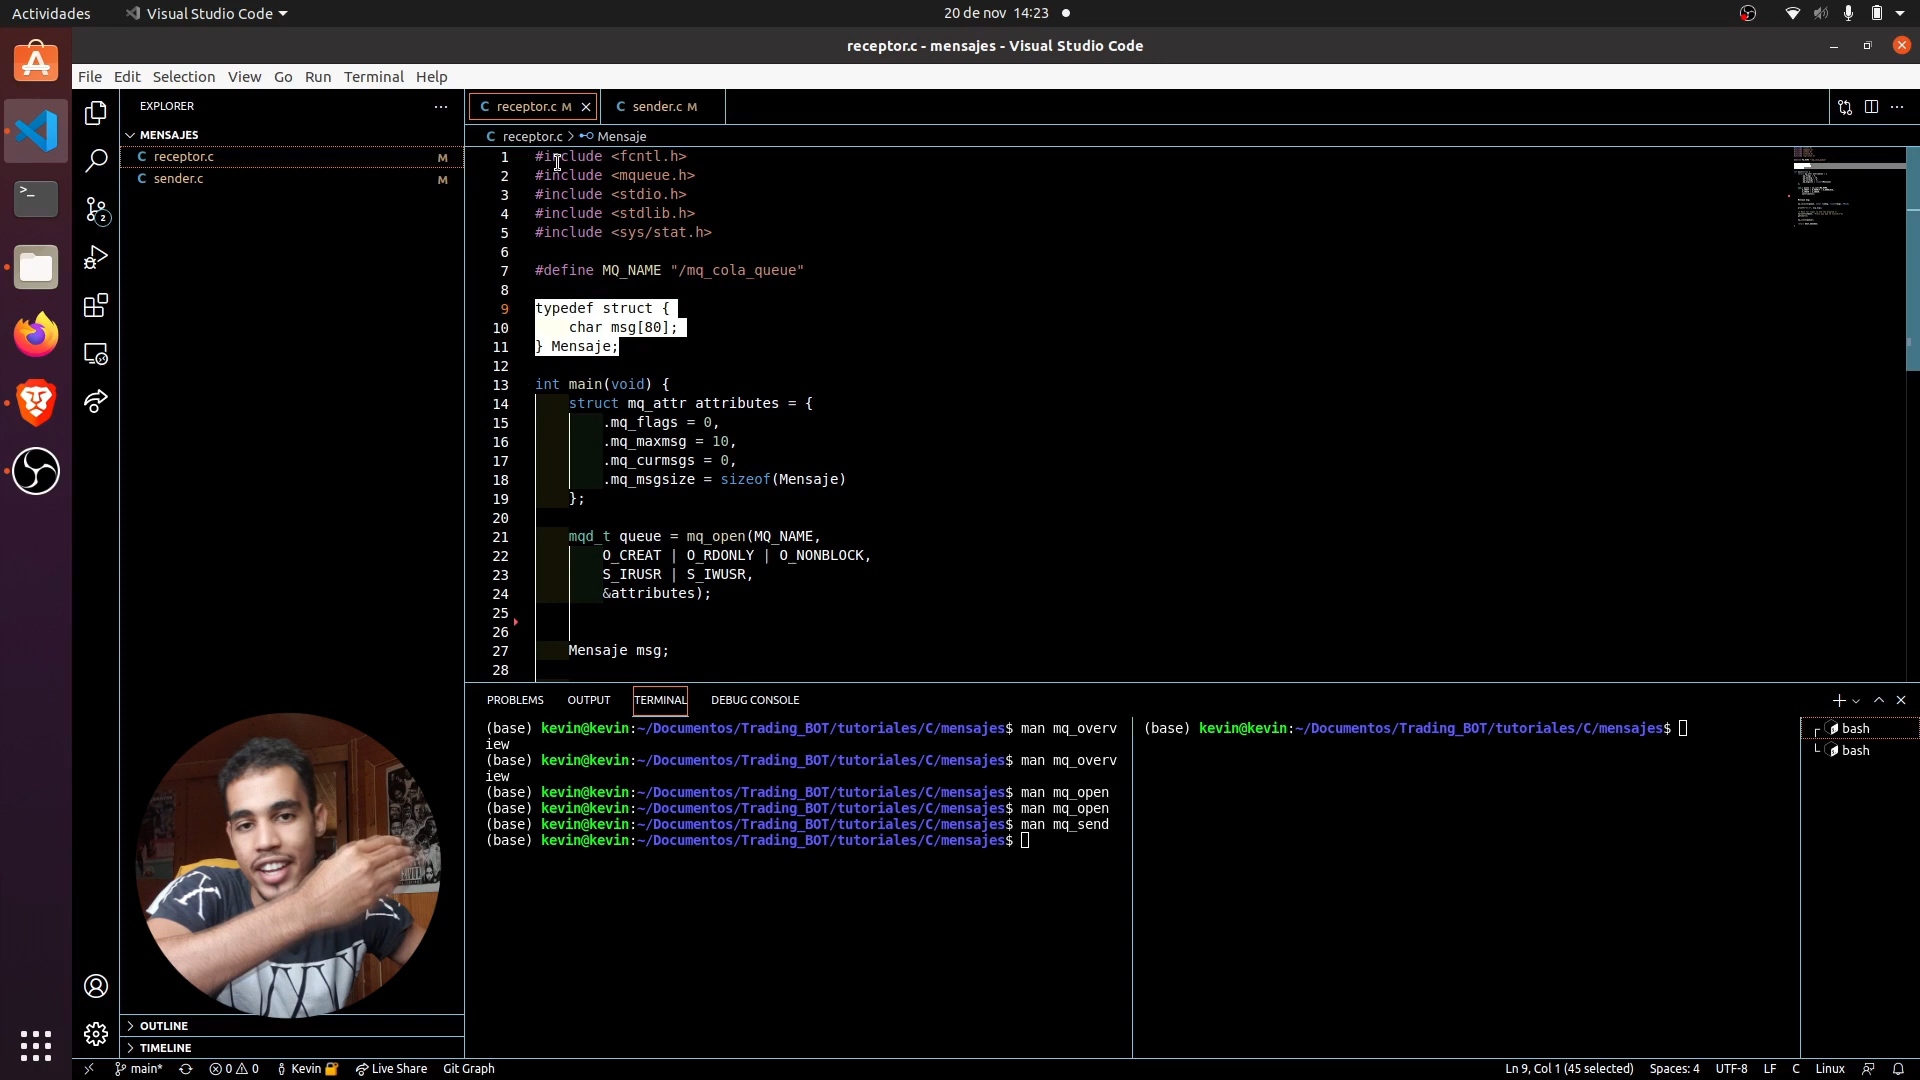 Actividades
Visual Studio Code
20 de nov 14:23
receptor.c - mensajes - Visual Studio Code
File Edit Selection View Go Run Terminal Help
EXPLORER
MENSAJES
C receptor.c M
C sender.c M
2
C receptor.c M
C sender.c M
C receptor.c > Mensaje
1 #include <fcntl.h>
2 #include <mqueue.h>
3 #include <stdio.h>
4 #include <stdlib.h>
5 #include <sys/stat.h>
6
7 #define MQ_NAME "/mq_cola_queue"
8
9 typedef struct {
10 char msg[80];
11 } Mensaje;
12
13 int main(void) {
14 struct mq_attr attributes = {
15 .mq_flags = 0,
16 .mq_maxmsg = 10,
17 .mq_curmsgs = 0,
18 .mq_msgsize = sizeof(Mensaje)
19 };
20
21 mqd_t queue = mq_open(MQ_NAME,
22 O_CREAT | O_RDONLY | O_NONBLOCK,
23 S_IRUSR | S_IWUSR,
24 &attributes);
25
26
27 Mensaje msg;
28
PROBLEMS OUTPUT TERMINAL DEBUG CONSOLE
(base) kevin@kevin:~/Documentos/Trading_BOT/tutoriales/C/mensajes$ man mq_overv
iew
(base) kevin@kevin:~/Documentos/Trading_BOT/tutoriales/C/mensajes$ man mq_overv
iew
(base) kevin@kevin:~/Documentos/Trading_BOT/tutoriales/C/mensajes$ man mq_open
(base) kevin@kevin:~/Documentos/Trading_BOT/tutoriales/C/mensajes$ man mq_open
(base) kevin@kevin:~/Documentos/Trading_BOT/tutoriales/C/mensajes$ man mq_send
(base) kevin@kevin:~/Documentos/Trading_BOT/tutoriales/C/mensajes$
(base) kevin@kevin:~/Documentos/Trading_BOT/tutoriales/C/mensajes$
bash
bash
OUTLINE
TIMELINE
main* 0 0 Kevin Live Share Git Graph
Ln 9, Col 1 (45 selected) Spaces: 4 UTF-8 LF C Linux